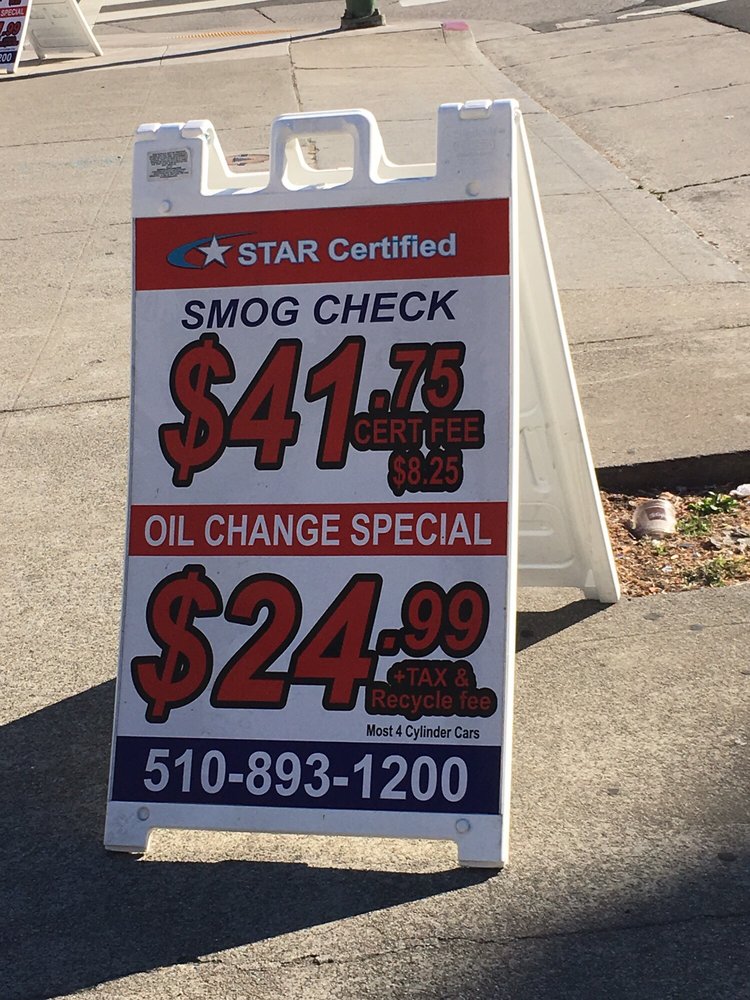 SPECIAL
STAR Certified
SMOG CHECK
$41.75
CERT FEE
$8.25
OIL CHANGE SPECIAL
$24.99
+TAX &
Recycle fee
Most 4 Cylinder Cars
510-893-1200